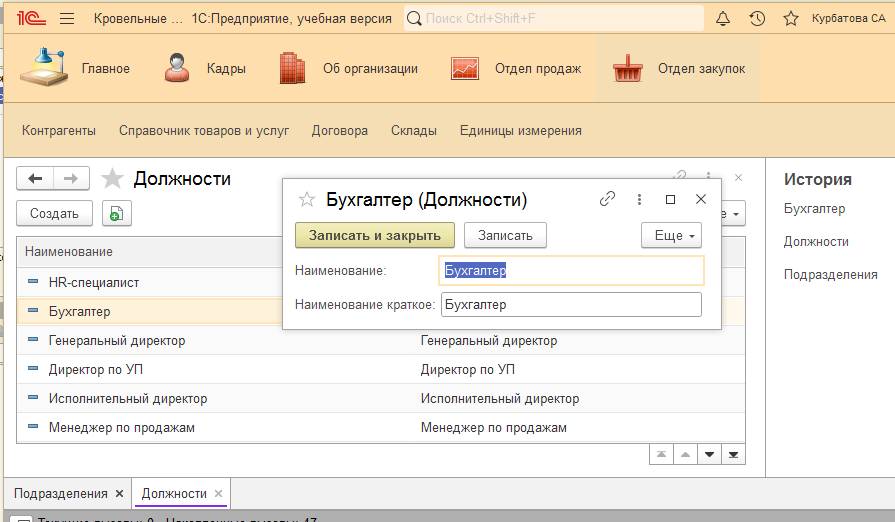 1С Кровельные ... 1С:Предприятие, учебная версия Поиск Ctrl+Shift+F Курбатова СА
Главное Кадры Об организации Отдел продаж Отдел закупок
Контрагенты Справочник товаров и услуг Договора Склады Единицы измерения
Должности
Создать
Наименование
HR-специалист
Бухгалтер
Генеральный директор Генеральный директор
Директор по УП Директор по УП
Исполнительный директор Исполнительный директор
Менеджер по продажам Менеджер по продажам
Бухгалтер (Должности)
Записать и закрыть Записать Еще
Наименование: Бухгалтер
Наименование краткое: Бухгалтер
История
Бухгалтер
Должности
Подразделения
Подразделения × Должности ×